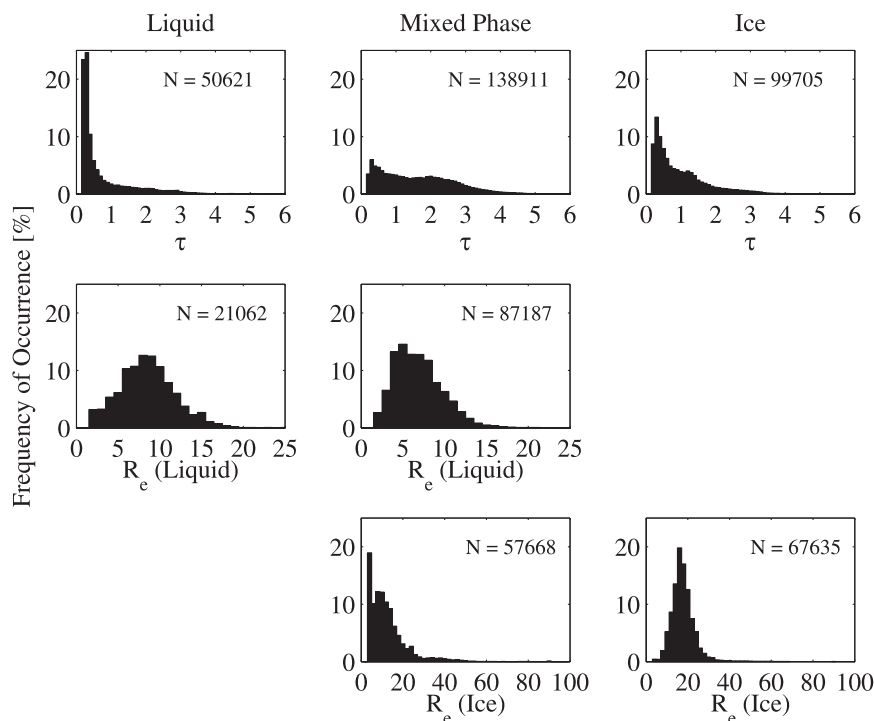 Liquid Mixed Phase Ice
20 N = 50621 N = 138911 20 N = 99705
20
10 10 10
0 0 0
0 1 2 3 4 5 6 0 1 2 3 4 5 6 0 1 2 3 4 5 6
τ τ τ
Frequency of Occurrence [%]
20 N = 21062 20 N = 87187
10 10
0 0
0 5 10 15 20 25 0 5 10 15 20 25
R_e (Liquid) R_e (Liquid)
20 N = 57668 20 N = 67635
10 10
0 0
0 20 40 60 80 100 0 20 40 60 80 100
R_e (Ice) R_e (Ice)